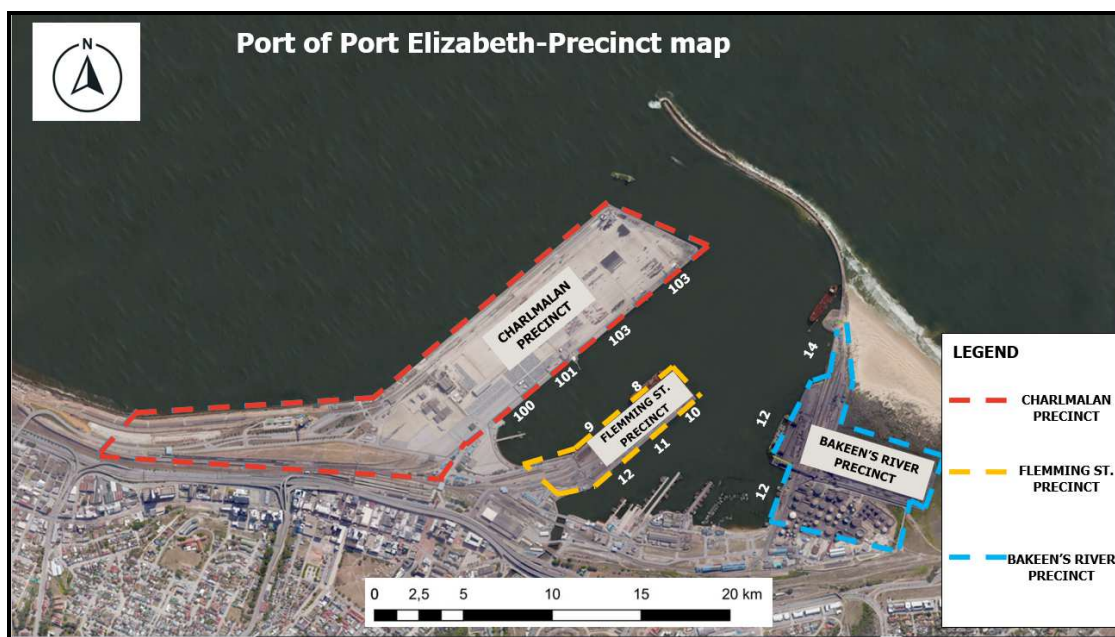 N
Port of Port Elizabeth-Precinct map
CHARLMALAN
PRECINCT
103
103
101
100
8
9
FLEMMING ST.
PRECINCT
10
11
12
14
12
BAKEEN'S RIVER
PRECINCT
12
LEGEND
CHARLMALAN
PRECINCT
FLEMMING ST.
PRECINCT
BAKEEN'S RIVER
PRECINCT
0 2,5 5 10 15 20 km